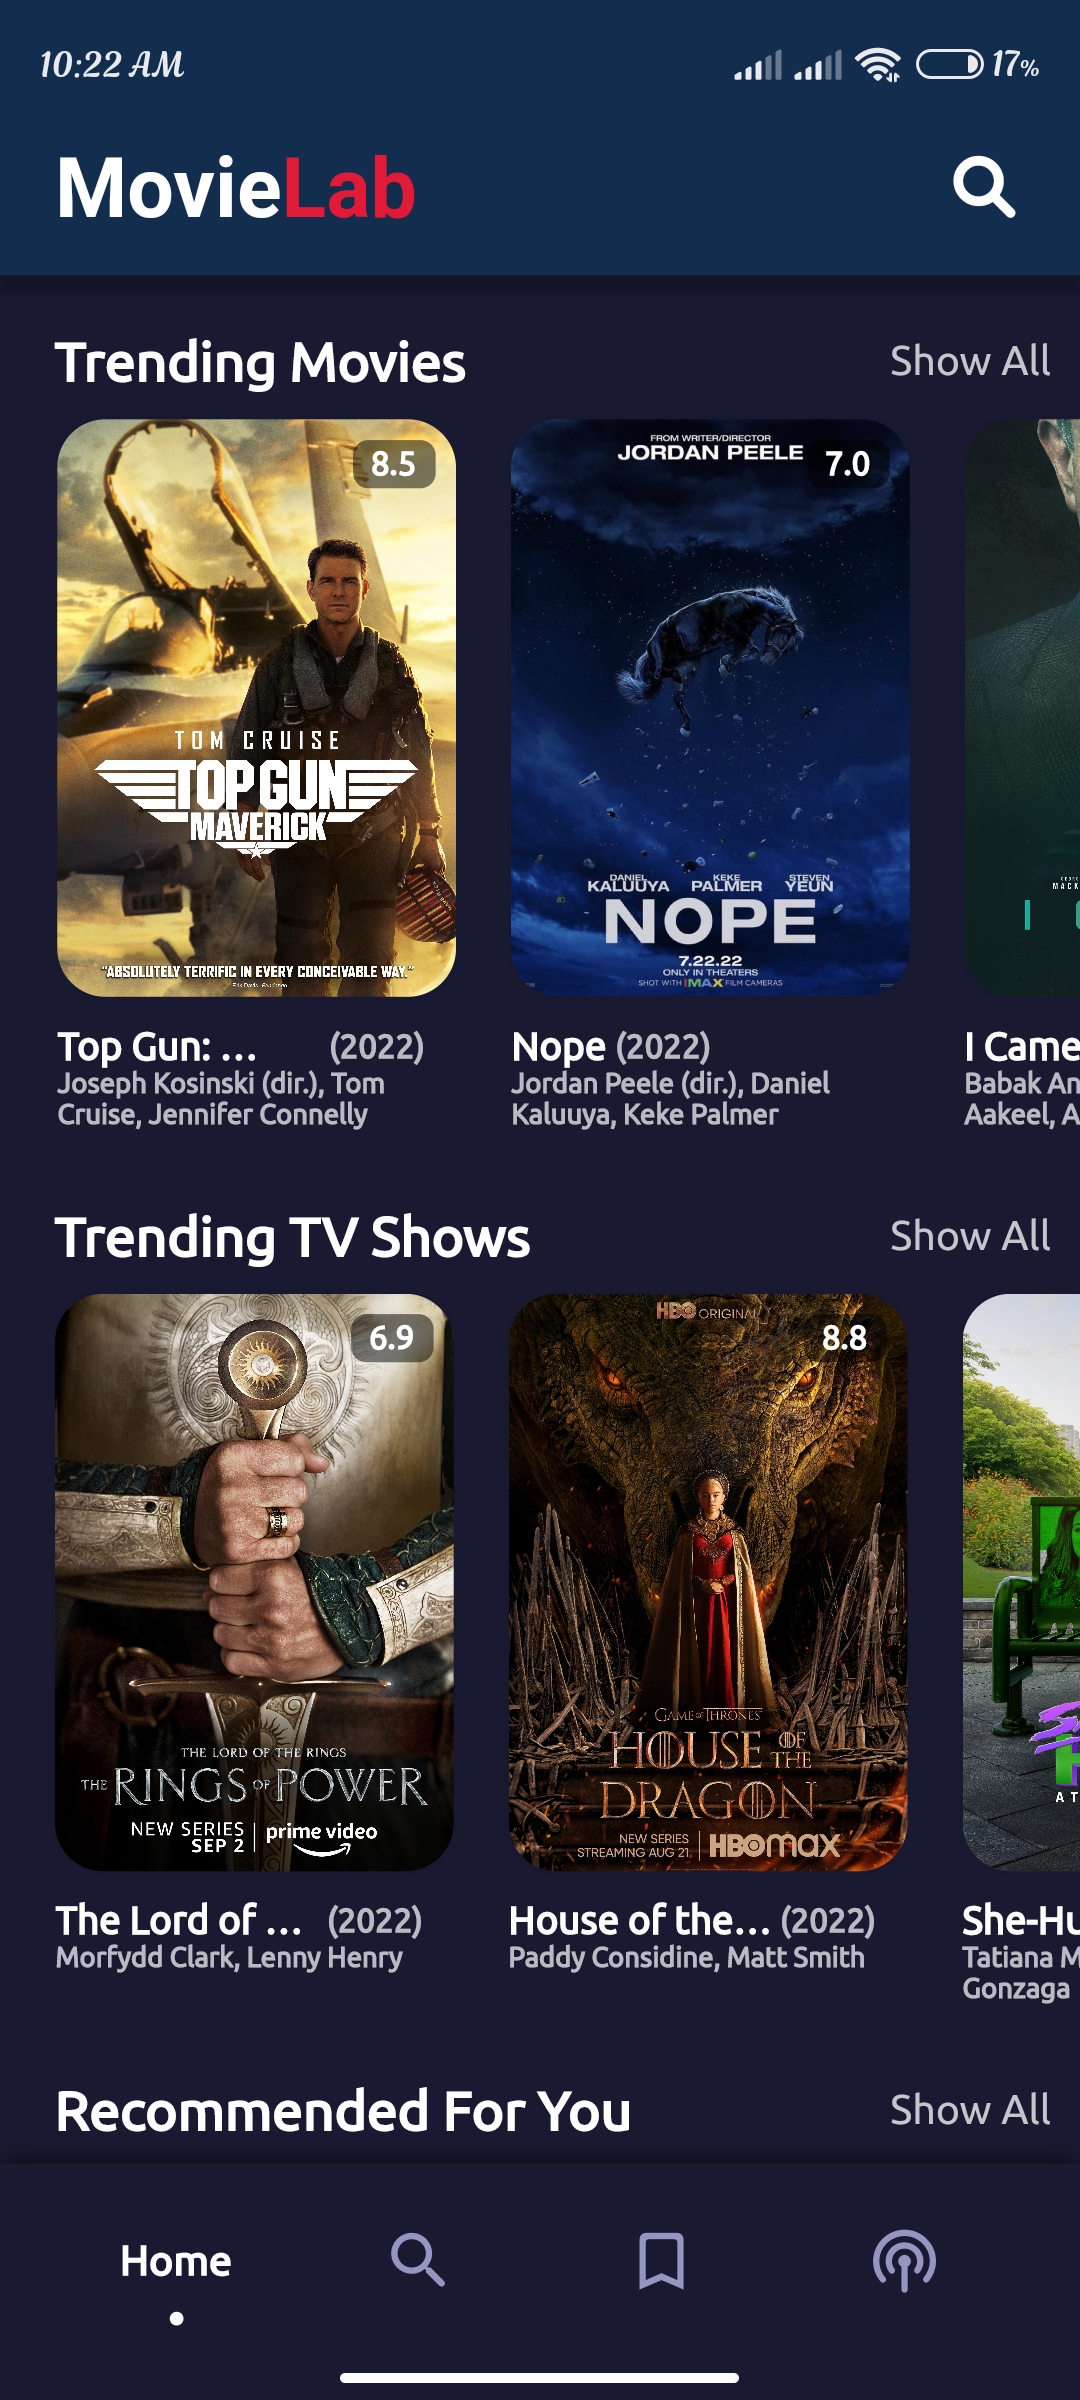 10:22 AM
17%
MovieLab
Trending Movies
Show All
8.5
TOM CRUISE
TOP GUN
MAVERICK
"ABSOLUTELY TERRIFIC IN EVERY CONCEIVABLE WAY."
FROM WRITER/DIRECTOR
JORDAN PEELE
7.0
DANIEL KALUUYA
KEKE PALMER
STEVEN YEUN
NOPE
7.22.22
ONLY IN THEATERS
SHOT WITH IMAX FILM CAMERAS
Top Gun: ... (2022)
Joseph Kosinski (dir.), Tom
Cruise, Jennifer Connelly
Nope (2022)
Jordan Peele (dir.), Daniel
Kaluuya, Keke Palmer
I Came
Babak An
Aakeel, A
Trending TV Shows
Show All
6.9
THE LORD OF THE RINGS
THE RINGS OF POWER
NEW SERIES
SEP 2
prime video
HBO ORIGINAL
8.8
GAME OF THRONES
HOUSE OF THE
DRAGON
NEW SERIES
STREAMING AUG 21
HBOmax
A T
The Lord of ... (2022)
Morfydd Clark, Lenny Henry
House of the... (2022)
Paddy Considine, Matt Smith
She-Hu
Tatiana M
Gonzaga
Recommended For You
Show All
Home